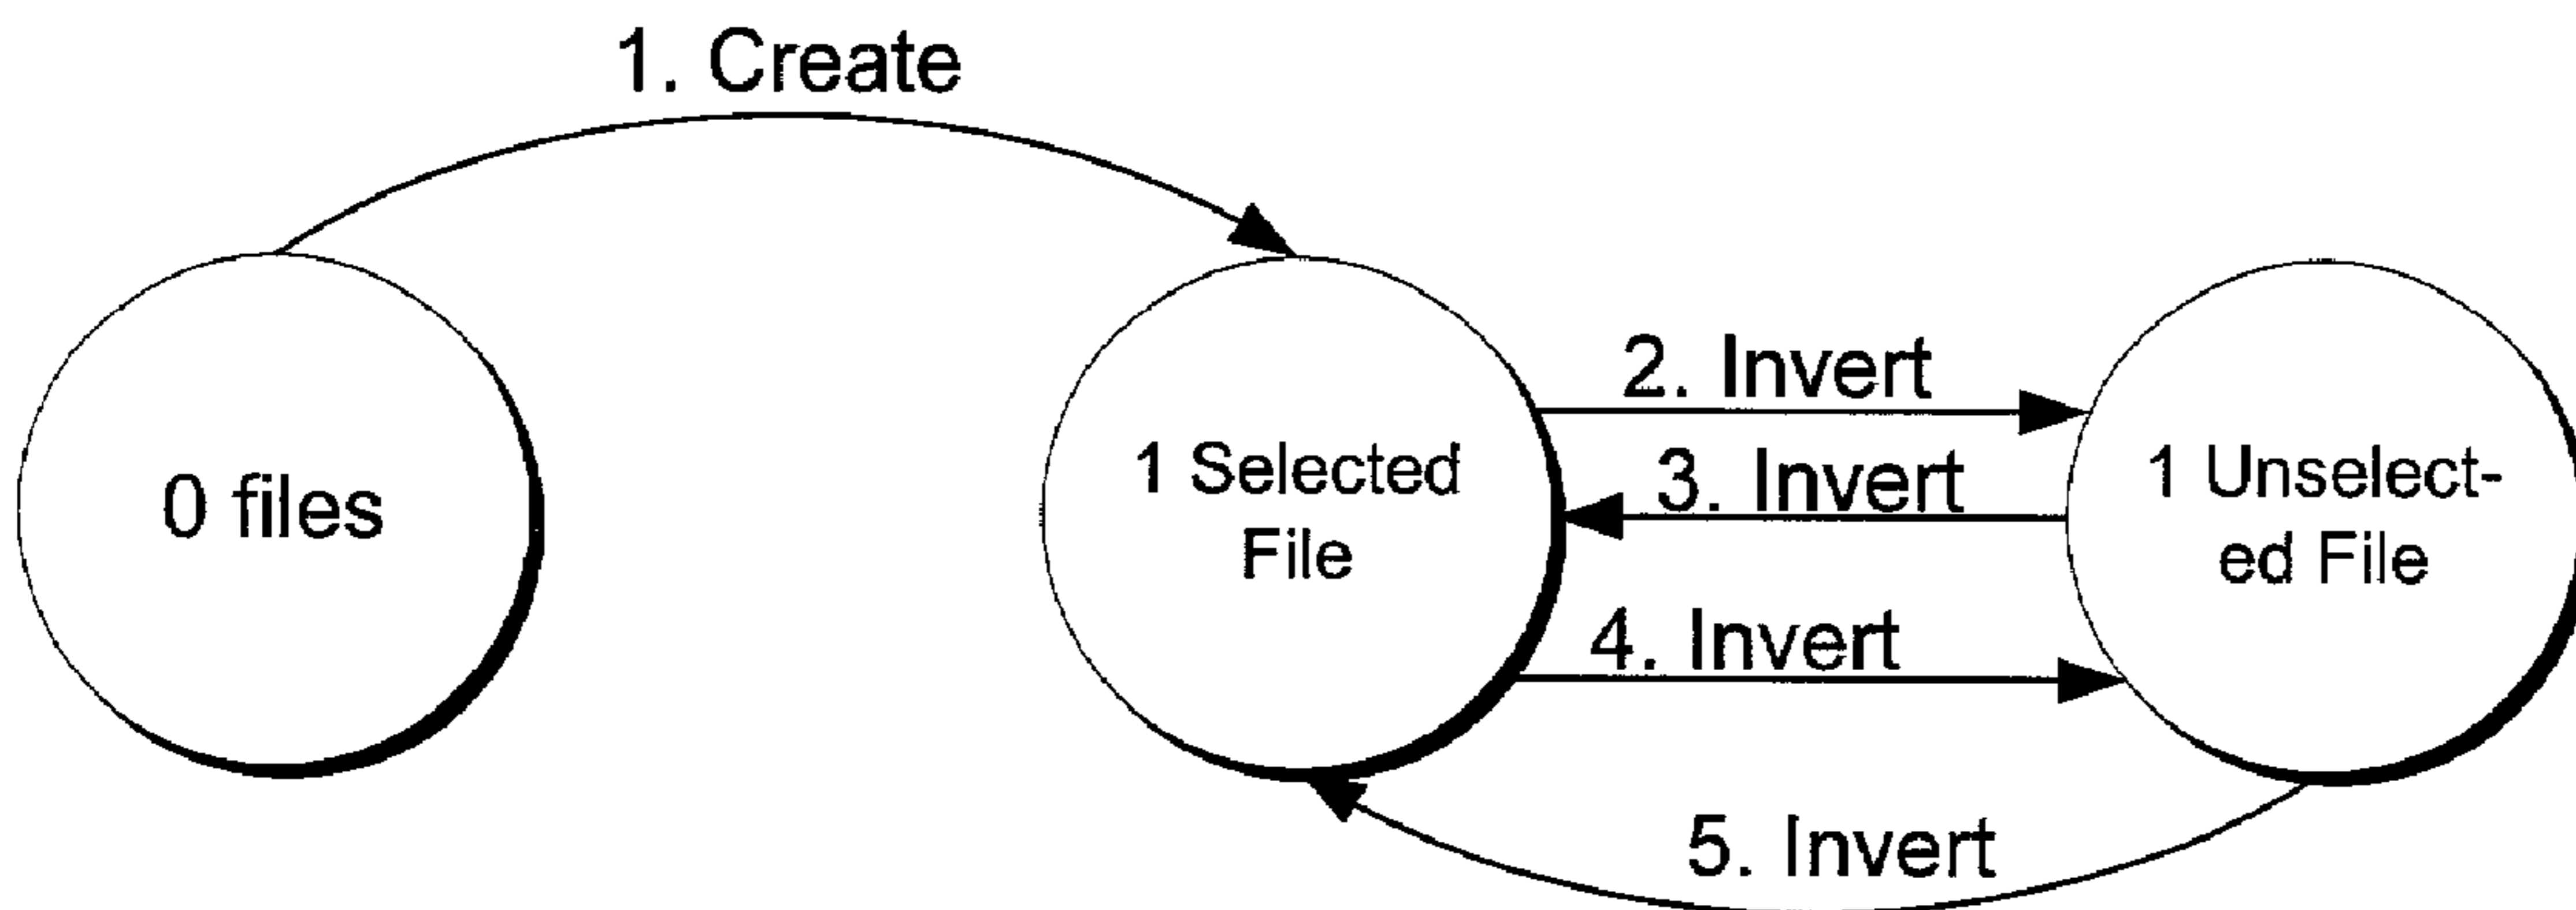 1. Create
0 files
1 Selected
File
2. Invert
3. Invert
4. Invert
5. Invert
1 Unselect-
ed File